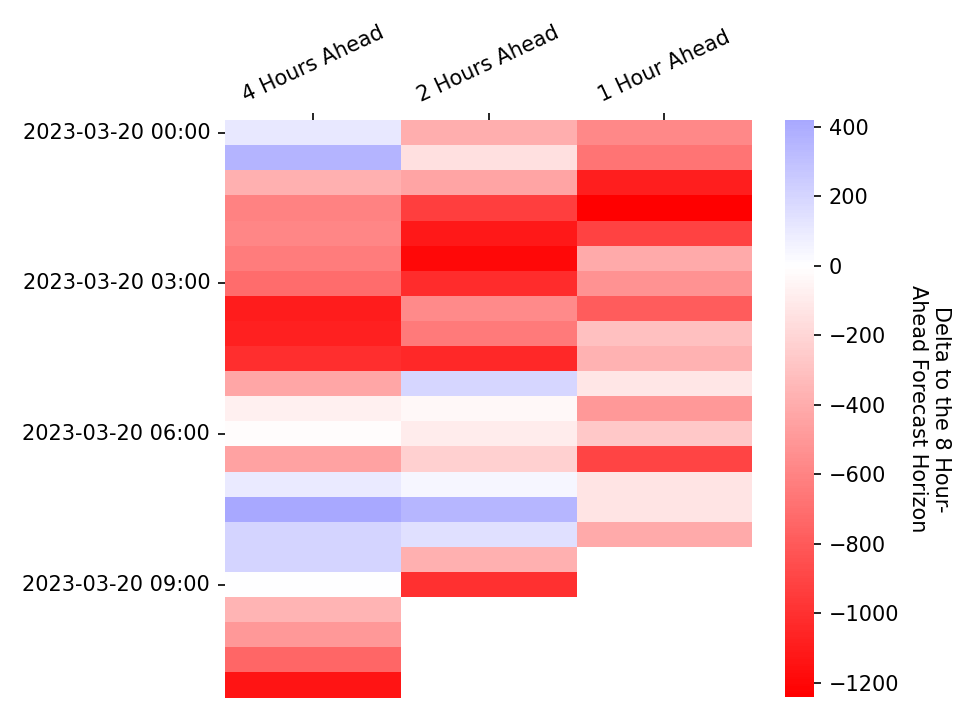 4 Hours Ahead
2 Hours Ahead
1 Hour Ahead
2023-03-20 00:00
2023-03-20 03:00
2023-03-20 06:00
2023-03-20 09:00
400
200
0
−200
−400
−600
−800
−1000
−1200
Delta to the 8 Hour-
Ahead Forecast Horizon